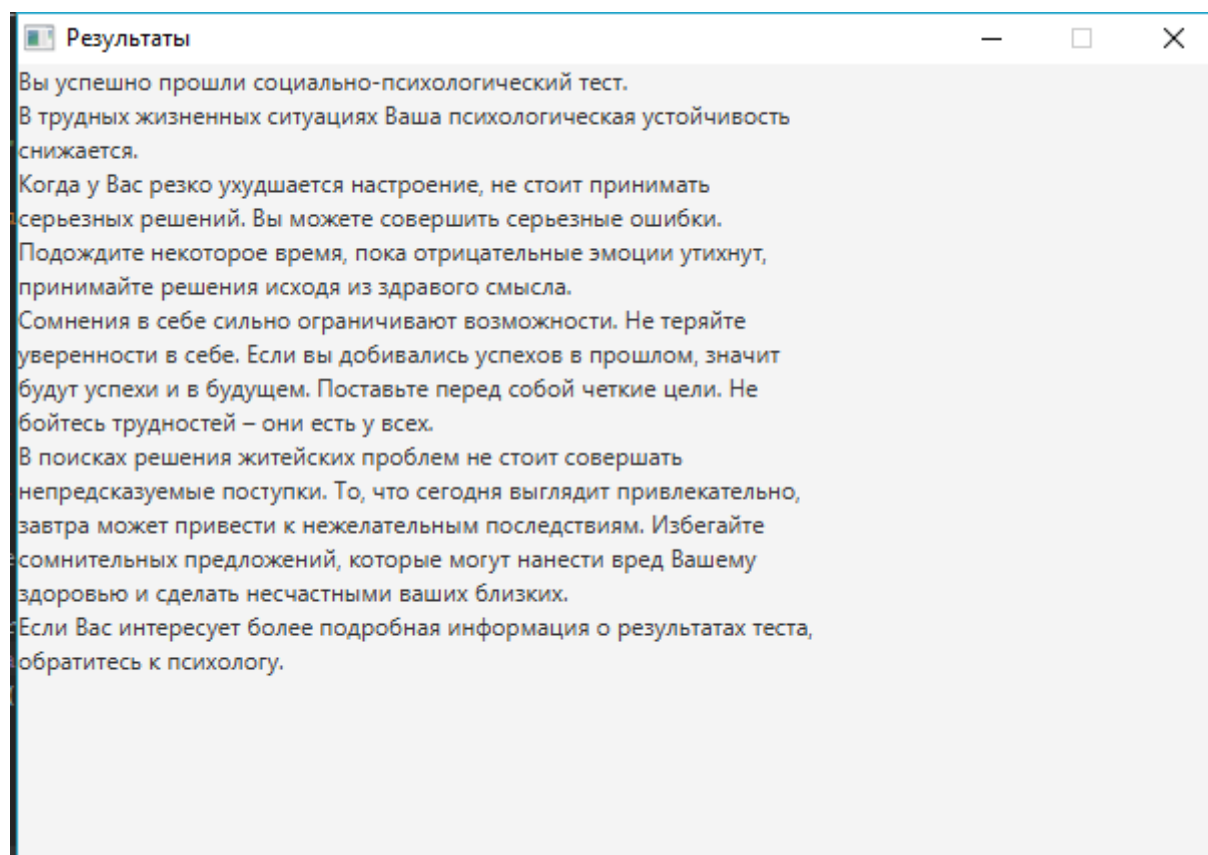 Результаты
Вы успешно прошли социально-психологический тест.
В трудных жизненных ситуациях Ваша психологическая устойчивость
снижается.
Когда у Вас резко ухудшается настроение, не стоит принимать
серьезных решений. Вы можете совершить серьезные ошибки.
Подождите некоторое время, пока отрицательные эмоции утихнут,
принимайте решения исходя из здравого смысла.
Сомнения в себе сильно ограничивают возможности. Не теряйте
уверенности в себе. Если вы добивались успехов в прошлом, значит
будут успехи и в будущем. Поставьте перед собой четкие цели. Не
бойтесь трудностей – они есть у всех.
В поисках решения житейских проблем не стоит совершать
непредсказуемые поступки. То, что сегодня выглядит привлекательно,
завтра может привести к нежелательным последствиям. Избегайте
сомнительных предложений, которые могут нанести вред Вашему
здоровью и сделать несчастными ваших близких.
Если Вас интересует более подробная информация о результатах теста,
обратитесь к психологу.